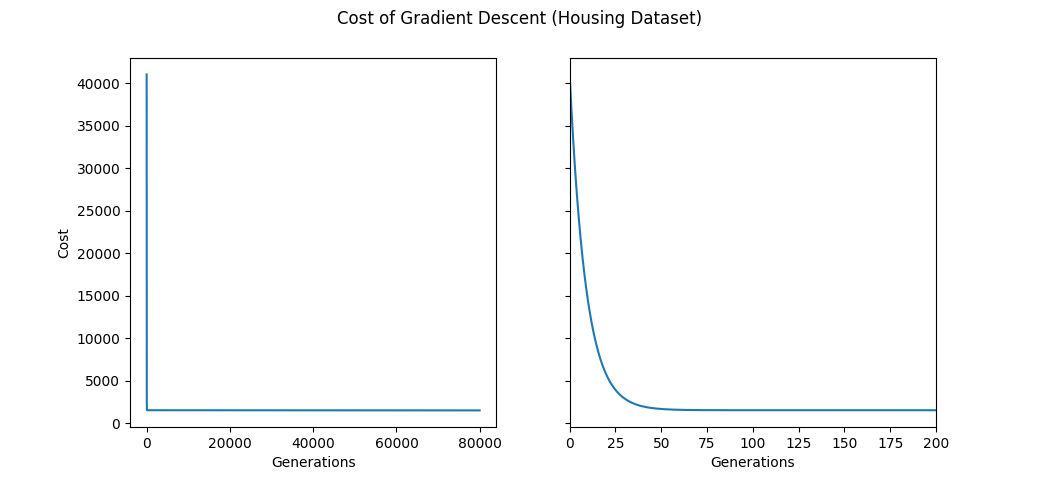 Cost of Gradient Descent (Housing Dataset)
Cost
40000
35000
30000
25000
20000
15000
10000
5000
0
0 20000 40000 60000 80000
Generations
0 25 50 75 100 125 150 175 200
Generations